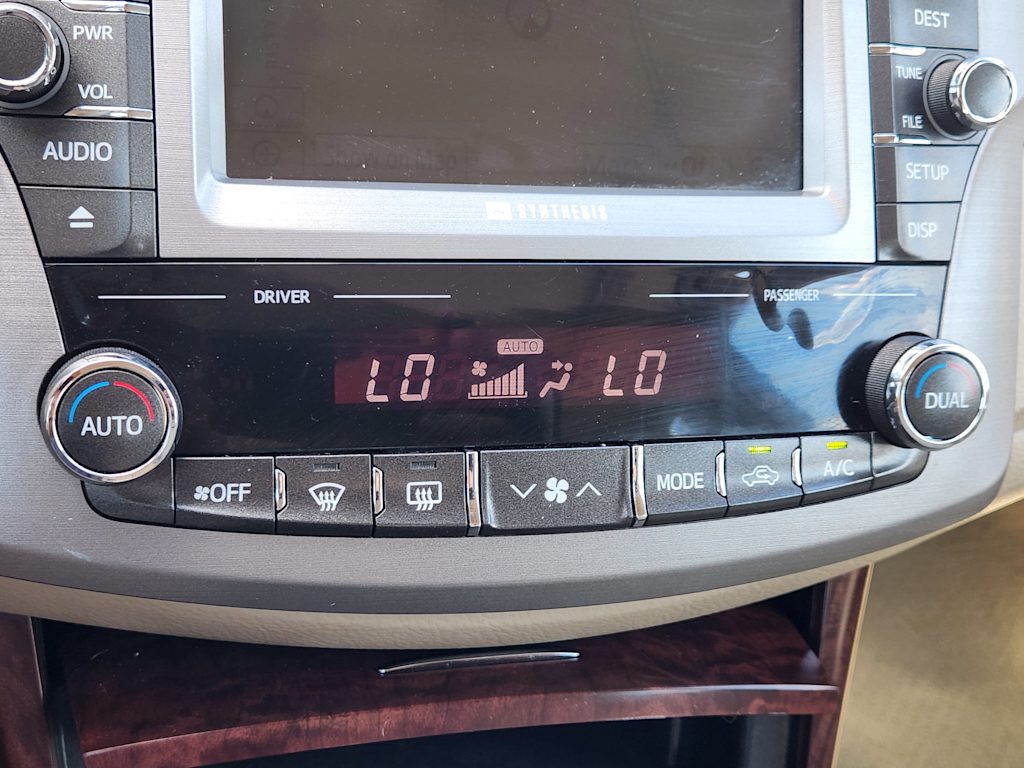 PWR
VOL
AUDIO
DEST
TUNE
FILE
SETUP
DISP
SYNTHESIS
DRIVER
PASSENGER
AUTO
LO
LO
AUTO
DUAL
OFF
MODE
A/C